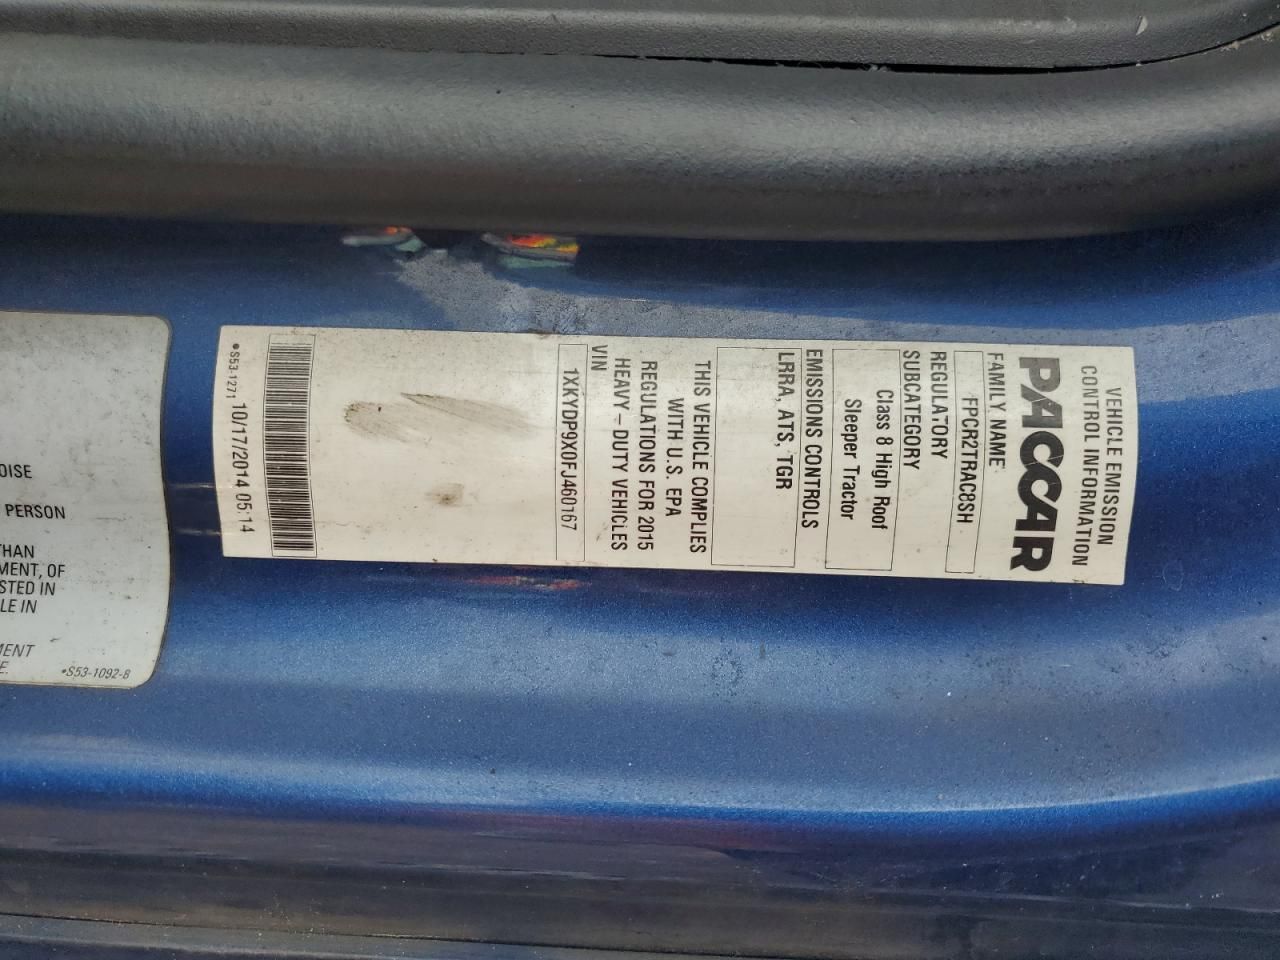 VEHICLE EMISSION
CONTROL INFORMATION
PACCAR
FAMILY NAME
FPCR2TRAC8SH
REGULATORY
SUBCATEGORY
Class 8 High Roof
Sleeper Tractor
EMISSIONS CONTROLS
LRRA, ATS, TGR
THIS VEHICLE COMPLIES
WITH U.S. EPA
REGULATIONS FOR 2015
HEAVY-DUTY VEHICLES
VIN
1XKYDP9X0FJ460167
•S53-1271 10/17/2014 05:14
OISE
PERSON
THAN
MENT, OF
STED IN
LE IN
MENT
E.
•S53-1092-8